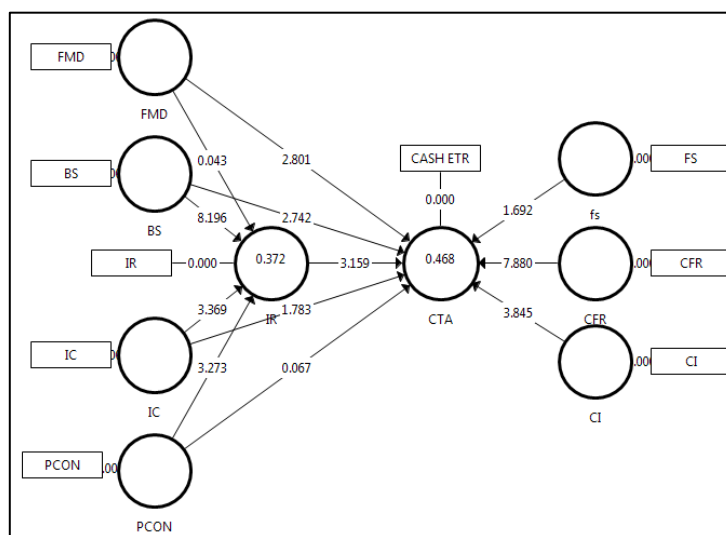 FMD
FMD
0.043
2.801
BS
BS
8.196
2.742
CASH ETR
0.000
FS
fs
1.692
IR
0.000
0.372
IR
3.159
0.468
CTA
7.880
CFR
CFR
3.369
1.783
3.845
CI
CI
IC
IC
3.273
0.067
PCON
PCON